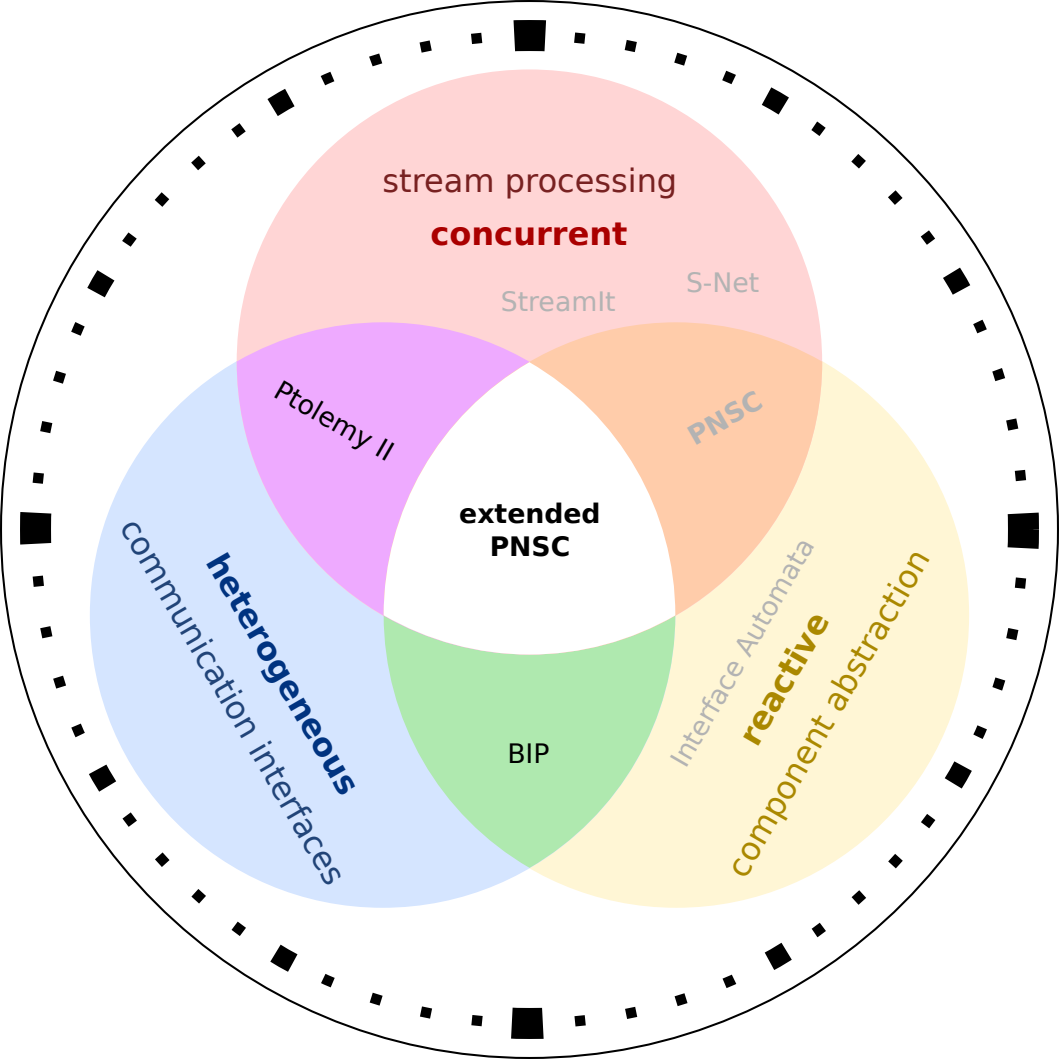 stream processing
concurrent
StreamIt
S-Net
Ptolemy II
PNSC
extended
PNSC
heterogeneous
communication interfaces
Interface Automata
reactive
component abstraction
BIP